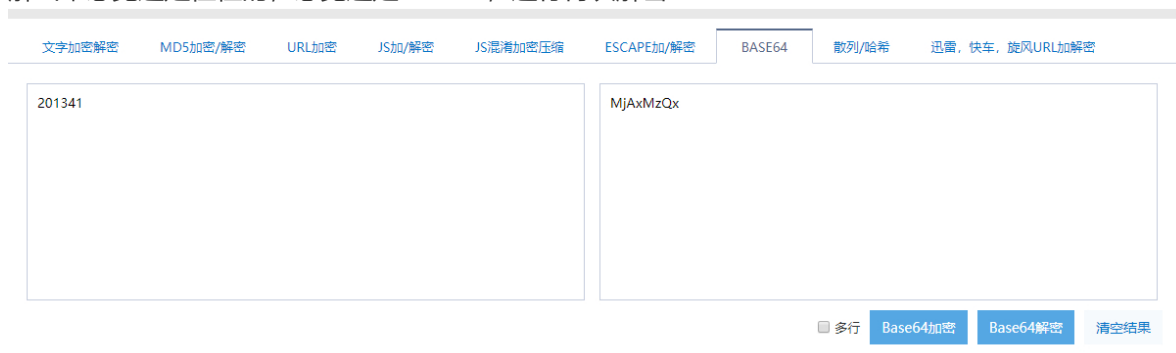 文字加密解密 MD5加密/解密 URL加密 JS加/解密 JS混淆加密压缩 ESCAPE加/解密 BASE64 散列/哈希 迅雷，快车，旋风URL加解密
201341 MjAxMzQx
多行 Base64加密 Base64解密 清空结果